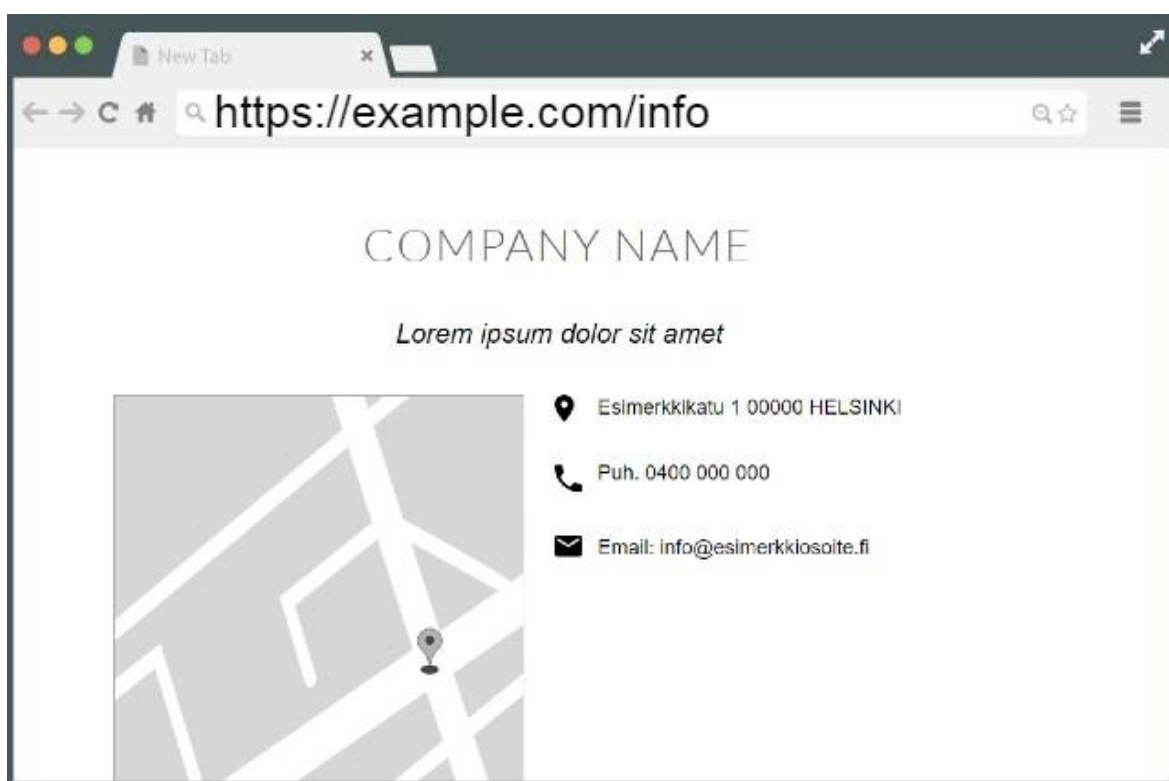 New Tab
https://example.com/info
COMPANY NAME
Lorem ipsum dolor sit amet
Esimerkkikatu 1 00000 HELSINKI
Puh. 0400 000 000
Email: info@esimerkkiosoite.fi